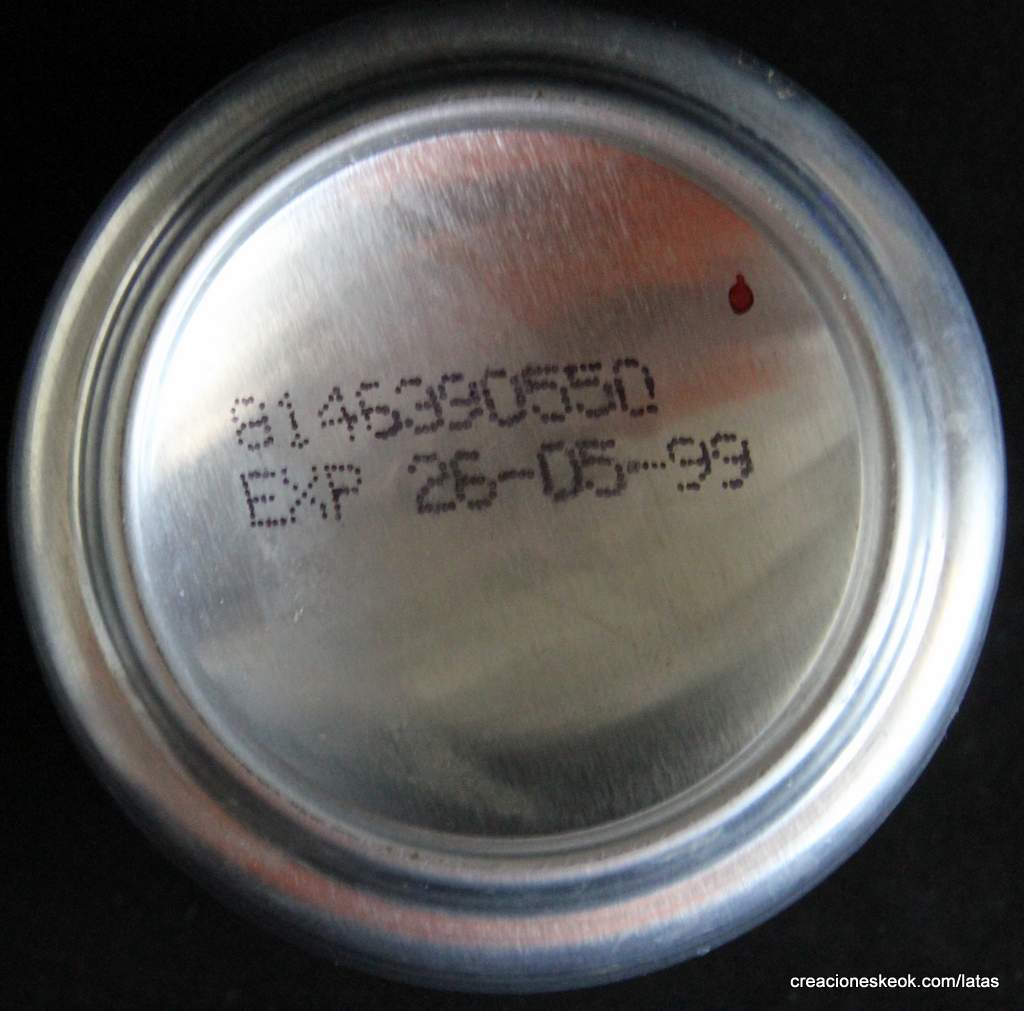 8146390550
EXP 26-05-99
creacioneskeok.com/latas